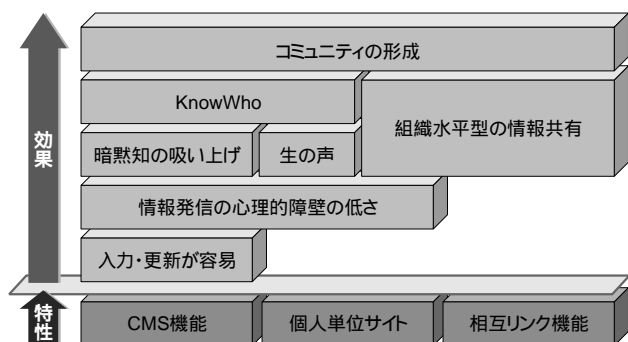 コミュニティの形成
KnowWho
組織水平型の情報共有
暗黙知の吸い上げ
生の声
情報発信の心理的障壁の低さ
入力・更新が容易
効果
CMS機能
個人単位サイト
相互リンク機能
特性